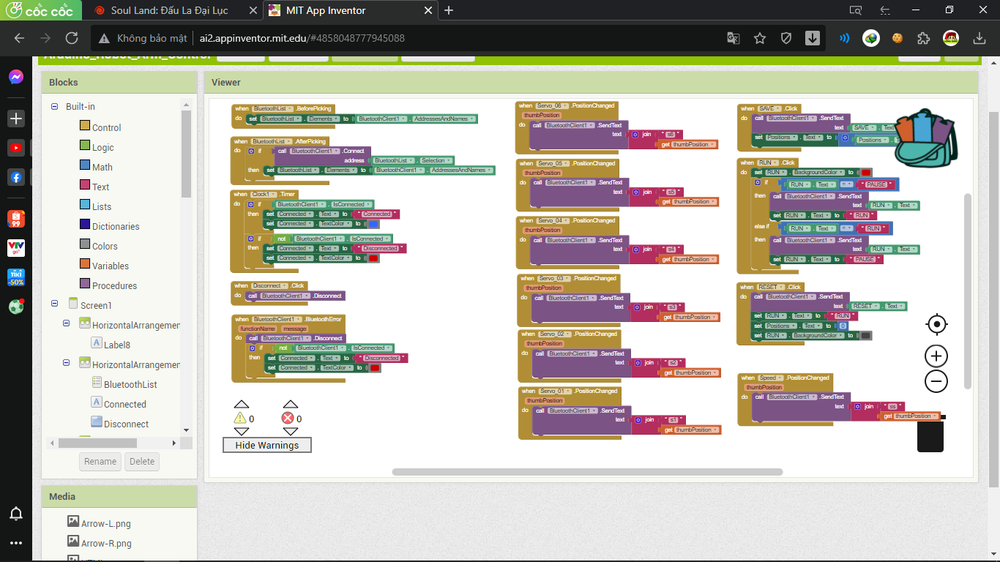 cốc cốc
Soul Land: Đấu La Đại Lục
MIT App Inventor
Không bảo mật
ai2.appinventor.mit.edu/#4858048777945088
Arduino_Robot_Arm_Control
Blocks
Built-in
Control
Logic
Math
Text
Lists
Dictionaries
Colors
Variables
Procedures
Screen1
HorizontalArrangemen
Label8
HorizontalArrangemen
BluetoothList
Connected
Disconnect
Rename
Delete
Media
Arrow-L.png
Arrow-R.png
Viewer
when BluetoothList .BeforePicking
do set BluetoothList . Elements to BluetoothClient1 . AddressesAndNames
when BluetoothList .AfterPicking
do if call BluetoothClient1 .Connect
address BluetoothList . Selection
then set BluetoothList . Elements to BluetoothClient1 . AddressesAndNames
when Clock1 .Timer
do if BluetoothClient1 . IsConnected
then set Connected . Text to " Connected "
set Connected . TextColor to
if not BluetoothClient1 . IsConnected
then set Connected . Text to " Disconnected "
set Connected . TextColor to
when Disconnect .Click
do call BluetoothClient1 .Disconnect
when BluetoothClient1 .BluetoothError
functionName message
do call BluetoothClient1 .Disconnect
if not BluetoothClient1 . IsConnected
then set Connected . Text to " Disconnected "
set Connected . TextColor to
0
0
Hide Warnings
when Servo_06 .PositionChanged
thumbPosition
do call BluetoothClient1 .SendText
text join " s6 "
get thumbPosition
when Servo_05 .PositionChanged
thumbPosition
do call BluetoothClient1 .SendText
text join " s5 "
get thumbPosition
when Servo_04 .PositionChanged
thumbPosition
do call BluetoothClient1 .SendText
text join " s4 "
get thumbPosition
when Servo_03 .PositionChanged
thumbPosition
do call BluetoothClient1 .SendText
text join " s3 "
get thumbPosition
when Servo_02 .PositionChanged
thumbPosition
do call BluetoothClient1 .SendText
text join " s2 "
get thumbPosition
when Servo_01 .PositionChanged
thumbPosition
do call BluetoothClient1 .SendText
text join " s1 "
get thumbPosition
when SAVE .Click
do call BluetoothClient1 .SendText
text SAVE . Text
set Positions . Text to Positions . T
when RUN .Click
do set RUN . BackgroundColor to
if RUN . Text = " PAUSE "
then call BluetoothClient1 .SendText
text RUN . Text
set RUN . Text to " RUN "
else if RUN . Text = " RUN "
then call BluetoothClient1 .SendText
text RUN . Text
set RUN . Text to " PAUSE "
when RESET .Click
do call BluetoothClient1 .SendText
text RESET . Text
set RUN . Text to " RUN "
set Positions . Text to 0
set RUN . BackgroundColor to
when Speed .PositionChanged
thumbPosition
do call BluetoothClient1 .SendText
text join " ss "
get thumbPosition
99
VTV
go
TIKI
-50%